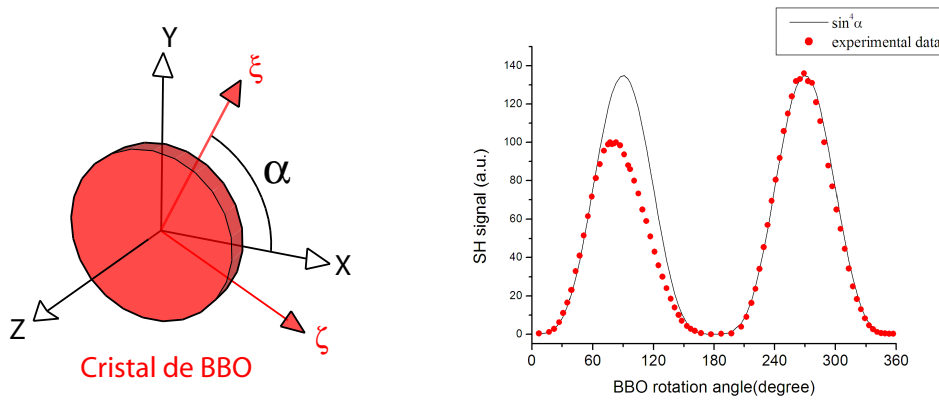 Y
ξ
α
X
Z
ζ
Cristal de BBO
sin⁴α
experimental data
SH signal (a.u.)
140
120
100
80
60
40
20
0
0 60 120 180 240 300 360
BBO rotation angle(degree)